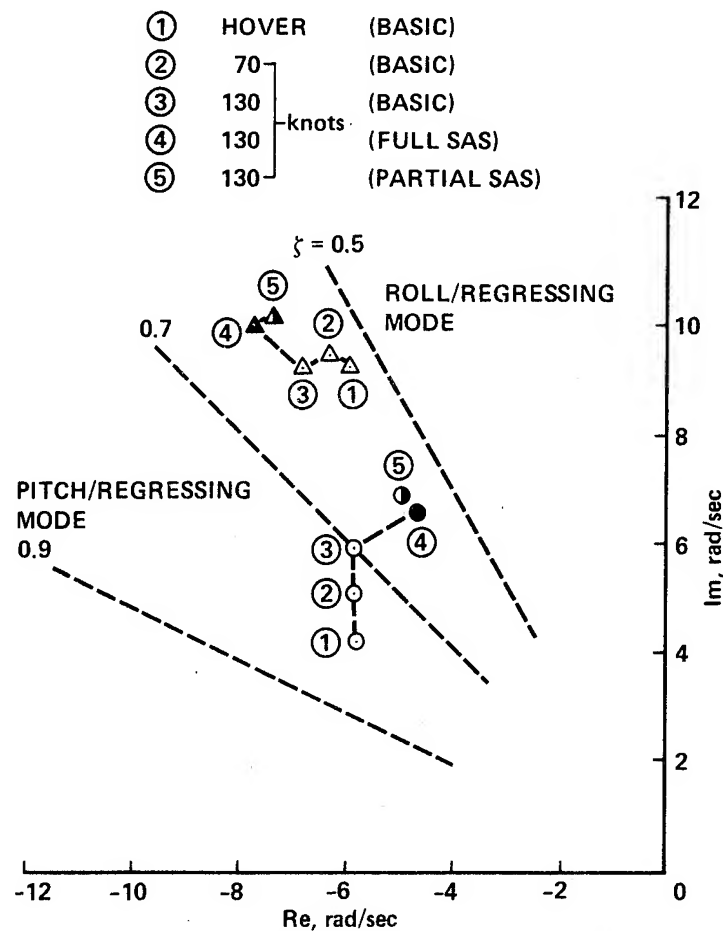 ① HOVER (BASIC)
② 70 (BASIC)
③ 130 (BASIC)
knots
④ 130 (FULL SAS)
⑤ 130 (PARTIAL SAS)
12
ζ = 0.5
⑤
ROLL/REGRESSING
MODE
②
④
0.7
10
③ ①
8
⑤
PITCH/REGRESSING
MODE
0.9
③
④
6
②
①
4
2
Im, rad/sec
-12 -10 -8 -6 -4 -2 0
Re, rad/sec